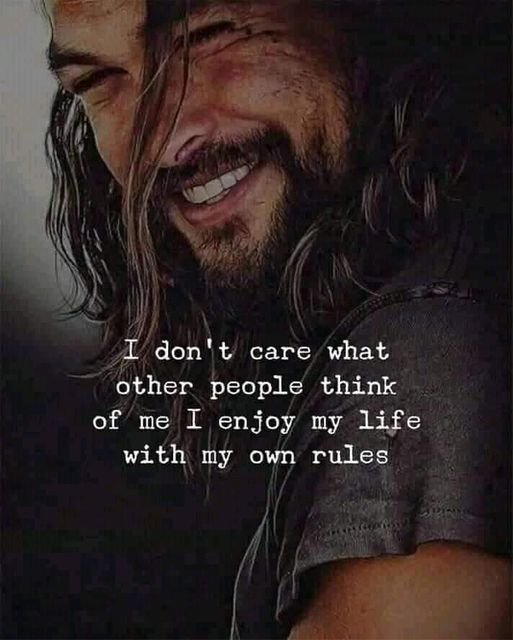 I don't care what
other people think
of me I enjoy my life
with my own rules